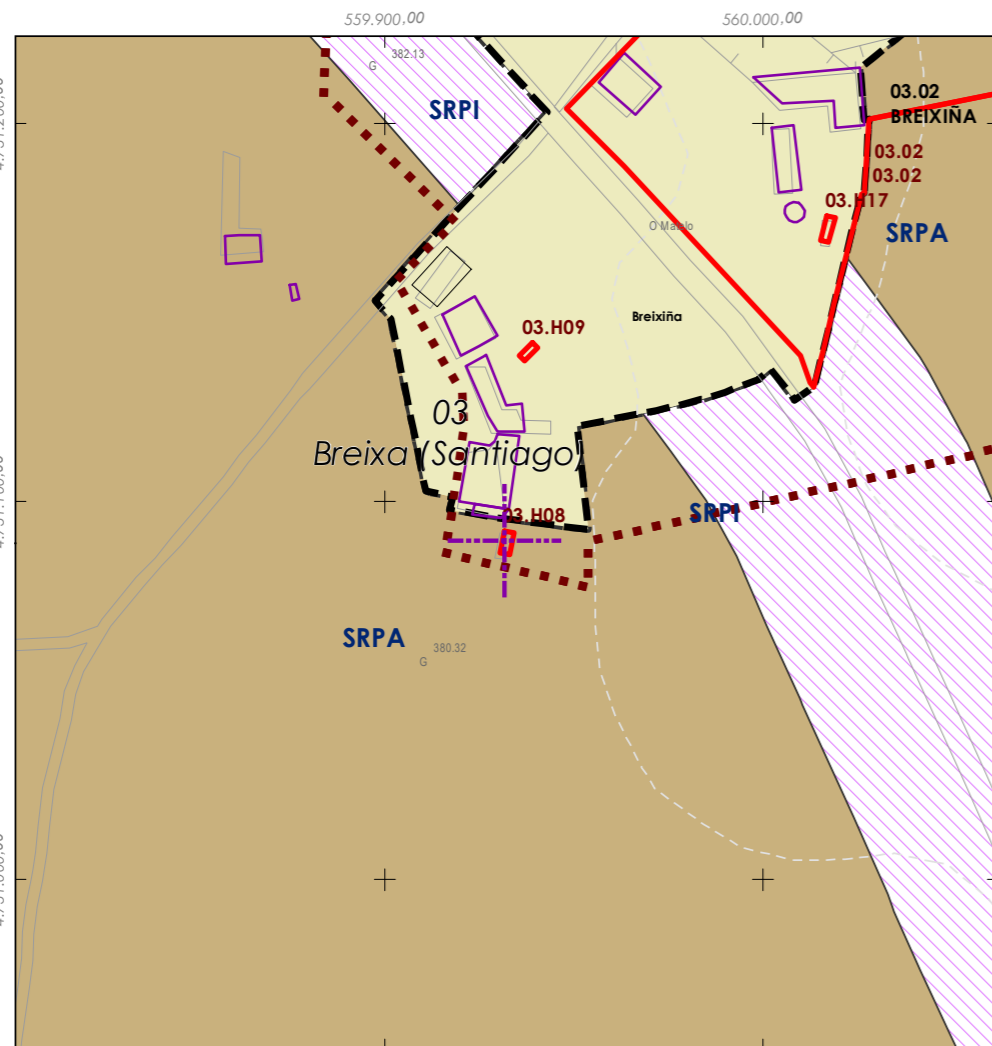 559.900,00
560.000,00
382.13
G
SRPI
03.02
BREIXIÑA
03.02
03.02
03.H17
SRPA
Breixiña
03.H09
03
Breixa (Santiago)
03.H08
SRPI
SRPA
380.32
G